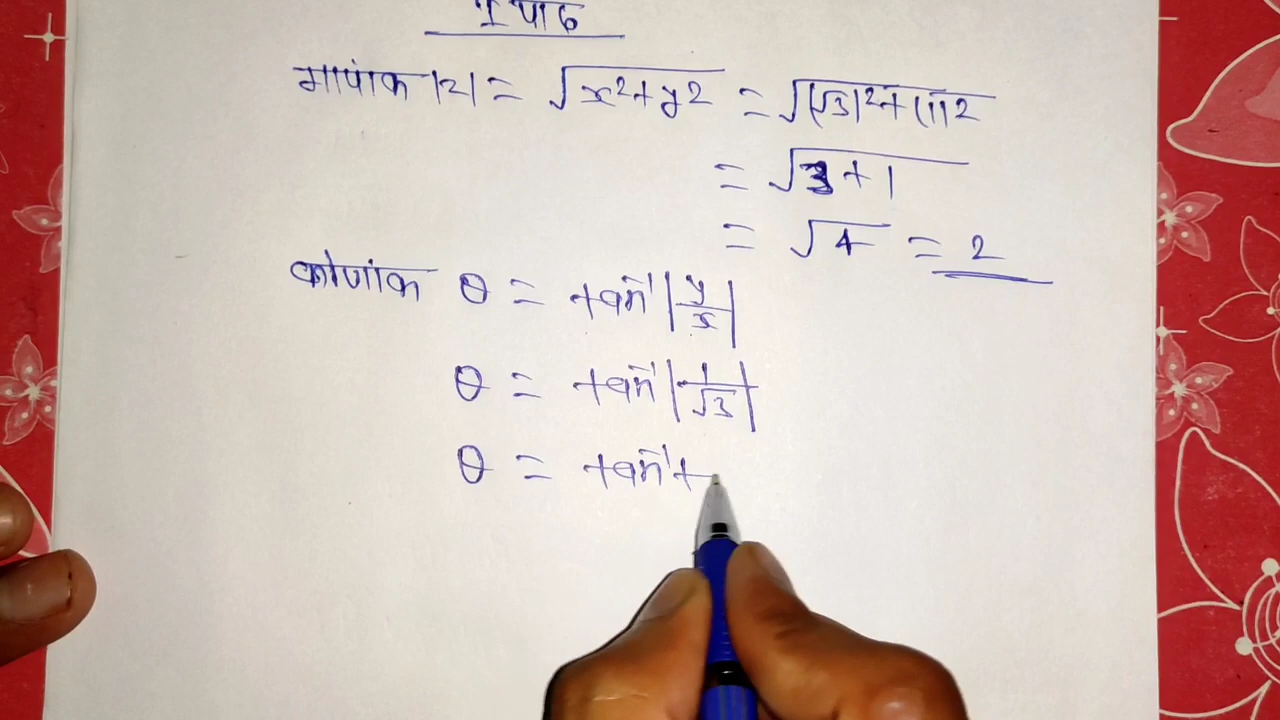 I पाद
मापांक |z| = √x²+y² = √(√3)²+(1)²
= √3+1
= √4 = 2
कोणांक θ = tan⁻¹|y/x|
θ = tan⁻¹|1/√3|
θ = tan⁻¹